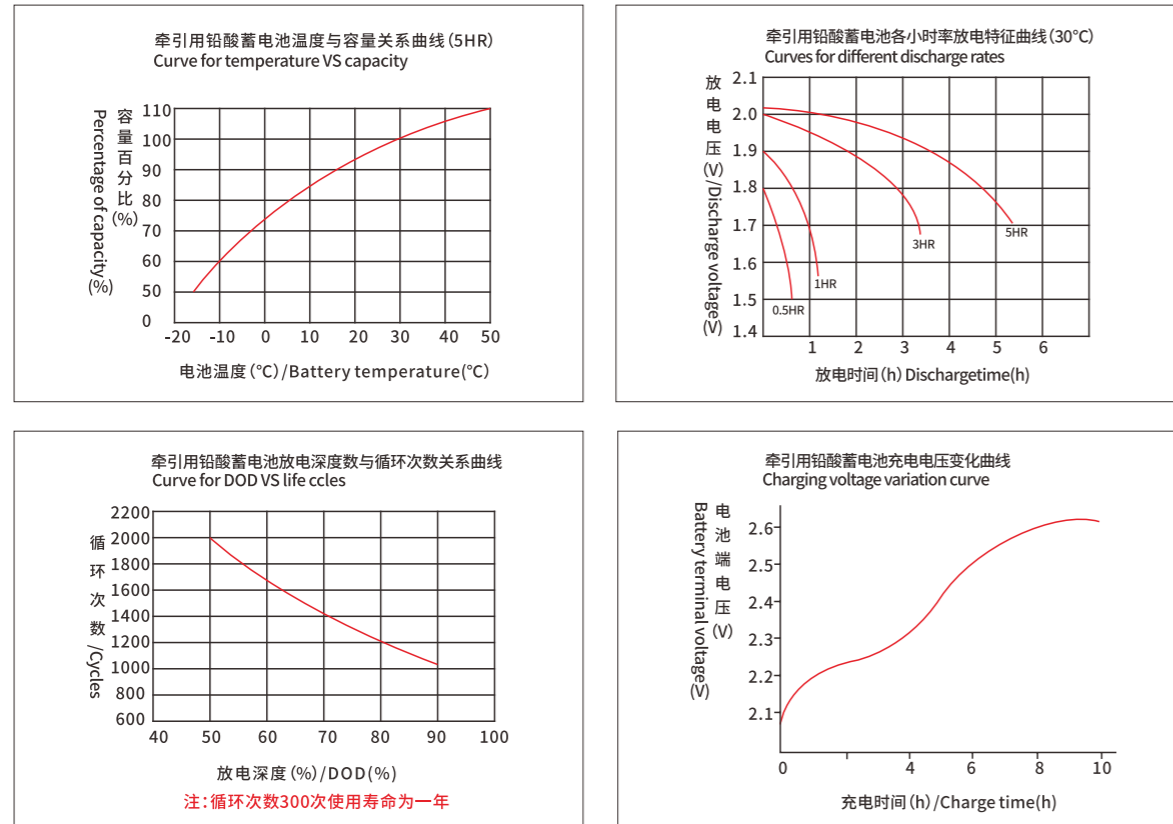 牵引用铅酸蓄电池温度与容量关系曲线(5HR)
Curve for temperature VS capacity
容量百分比(%)
Percentage of capacity(%)
110
100
90
80
70
60
50
0
-20 -10 0 10 20 30 40 50
电池温度(°C)/Battery temperature(°C)
牵引用铅酸蓄电池各小时率放电特征曲线(30°C)
Curves for different discharge rates
放电电压(V)/Discharge voltage(V)
2.1
2.0
1.9
1.8
1.7
1.6
1.5
1.4
5HR
3HR
1HR
0.5HR
1 2 3 4 5 6
放电时间(h) Dischargetime(h)
牵引用铅酸蓄电池放电深度数与循环次数关系曲线
Curve for DOD VS life ccles
循环次数/Cycles
2200
2000
1800
1600
1400
1200
1000
800
600
40 50 60 70 80 90 100
放电深度(%)/DOD(%)
注:循环次数300次使用寿命为一年
牵引用铅酸蓄电池充电电压变化曲线
Charging voltage variation curve
电池端电压(V)
Battery terminal voltage(V)
2.6
2.5
2.4
2.3
2.2
2.1
0 2 4 6 8 10
充电时间(h)/Charge time(h)